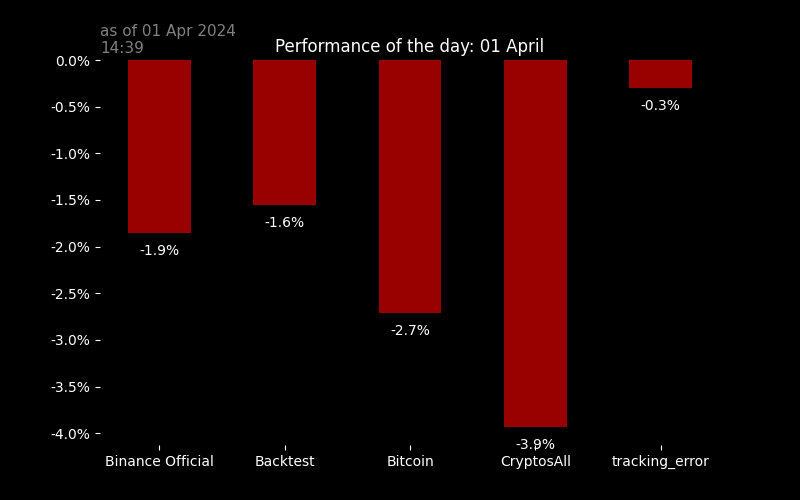 as of 01 Apr 2024
14:39
Performance of the day: 01 April
0.0%
-0.5%
-1.0%
-1.5%
-2.0%
-2.5%
-3.0%
-3.5%
-4.0%
-1.9%
-1.6%
-2.7%
-3.9%
-0.3%
Binance Official
Backtest
Bitcoin
CryptosAll
tracking_error